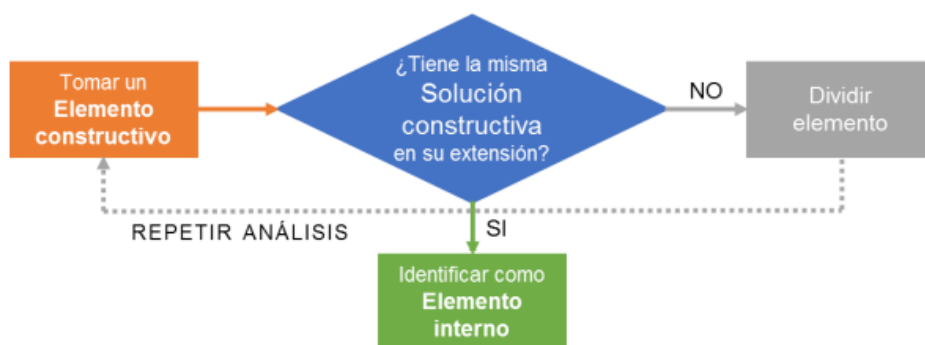 Tomar un
Elemento
constructivo
¿Tiene la misma
Solución
constructiva
en su extensión?
NO
Dividir
elemento
REPETIR ANÁLISIS
SI
Identificar como
Elemento
interno